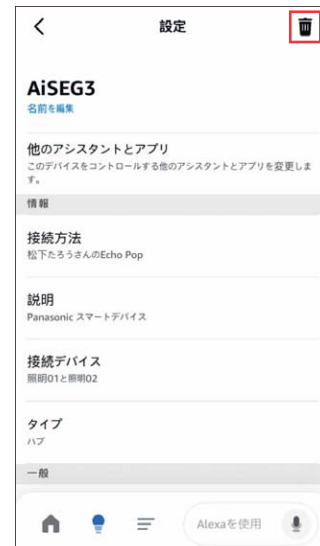 設定
AiSEG3
名前を編集
他のアシスタントとアプリ
このデバイスをコントロールする他のアシスタントとアプリを変更しま
す。
情報
接続方法
松下たろうさんのEcho Pop
説明
Panasonic スマートデバイス
接続デバイス
照明01と照明02
タイプ
ハブ
一般
Alexaを使用